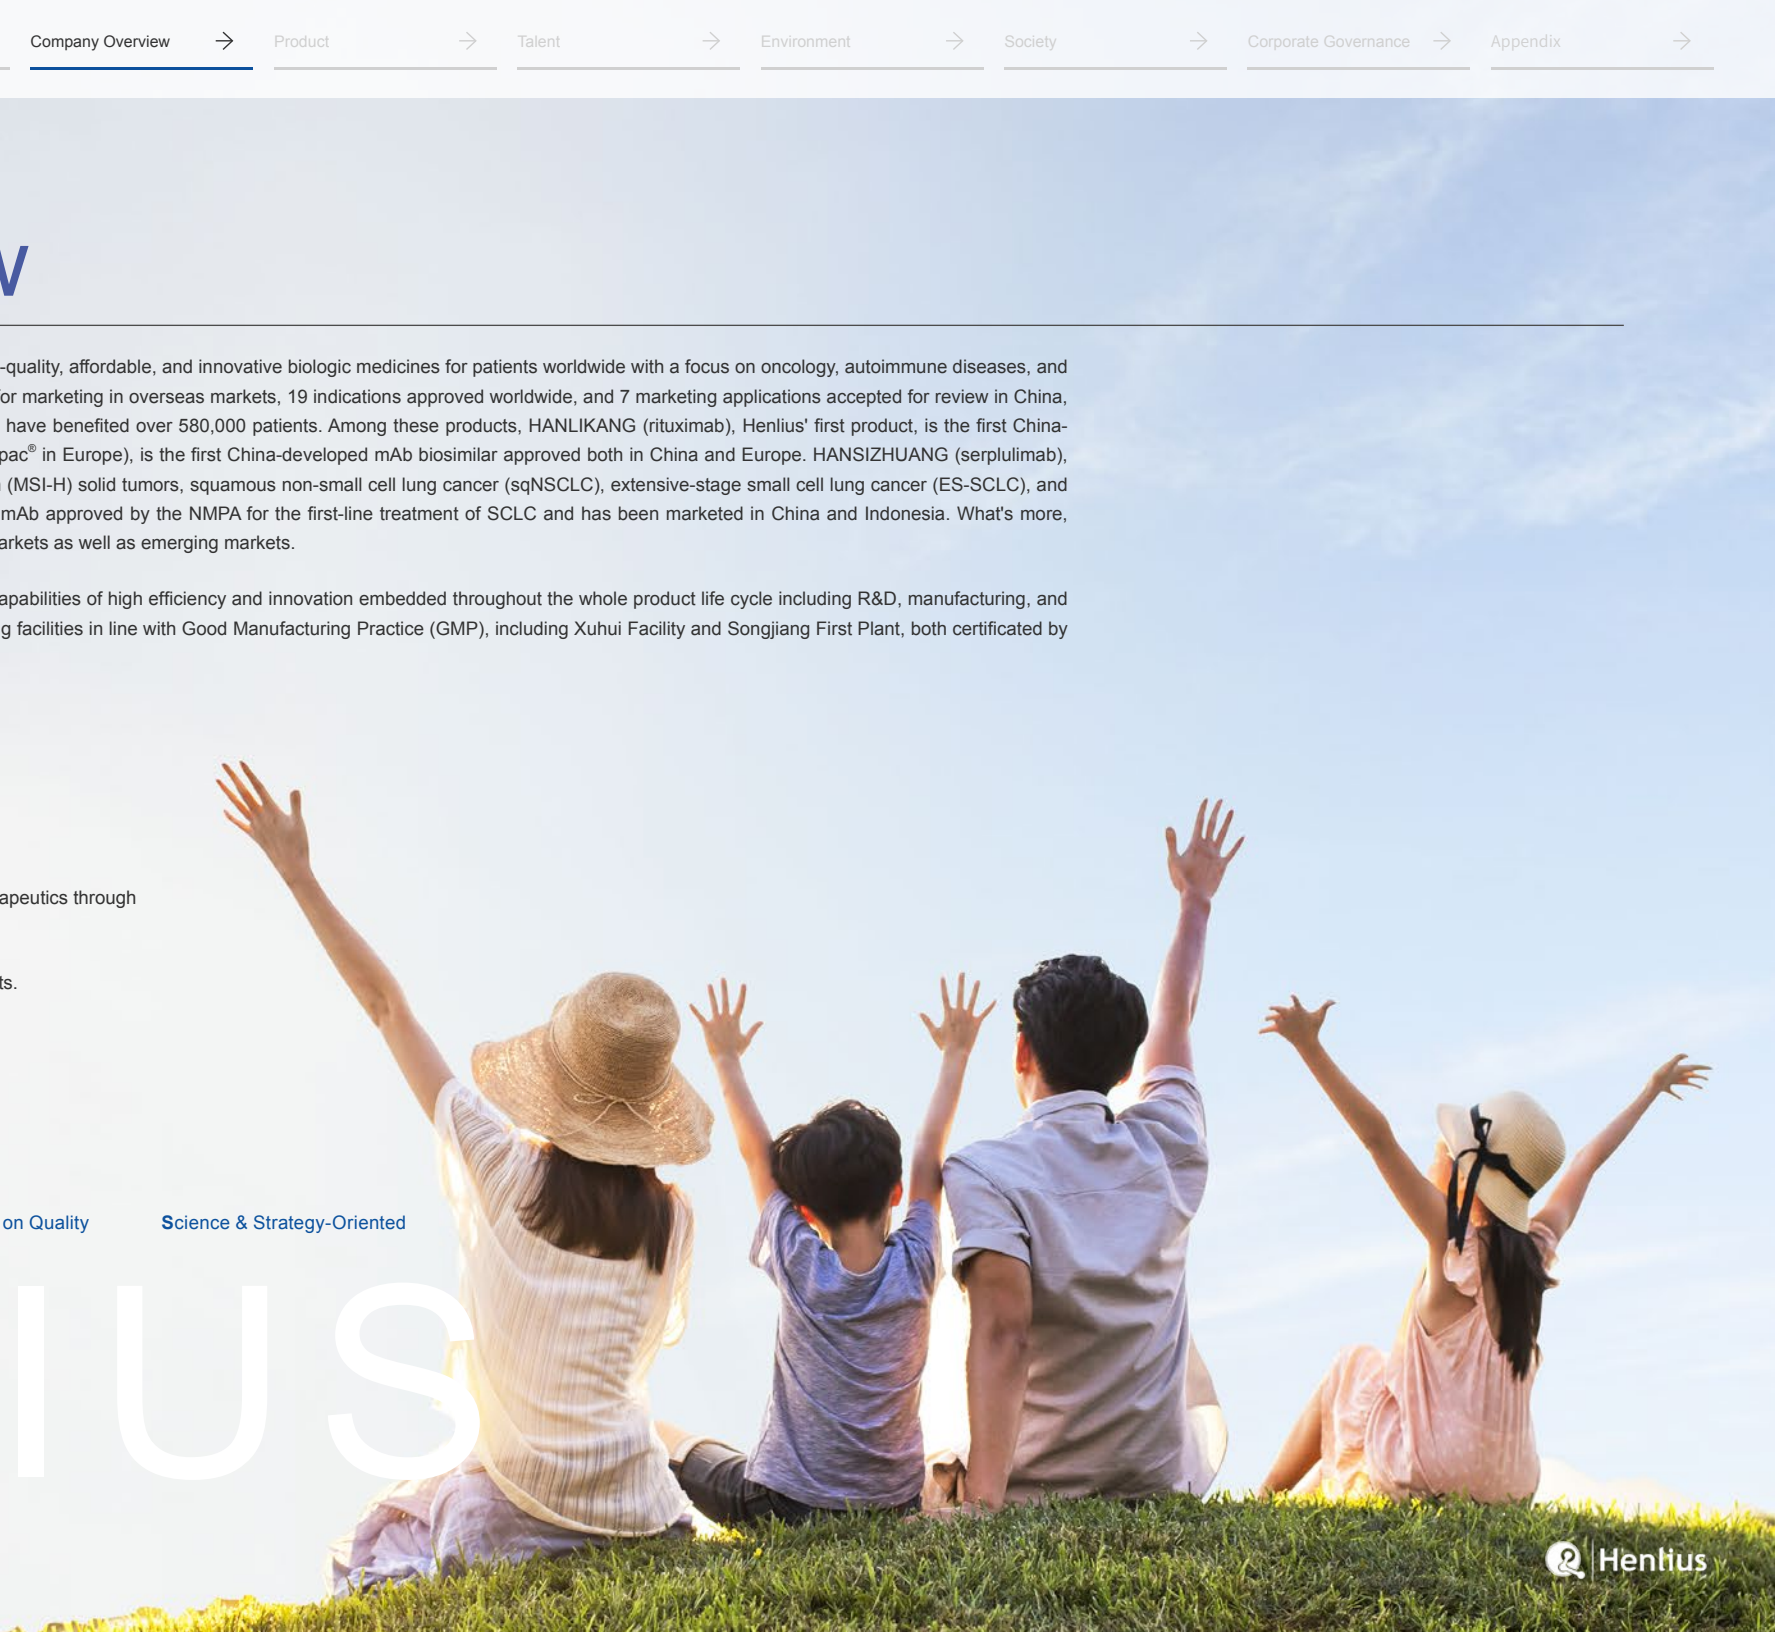 Company Overview
Product
Talent
Environment
Society
Corporate Governance
Appendix
w
-quality, affordable, and innovative biologic medicines for patients worldwide with a focus on oncology, autoimmune diseases, and
for marketing in overseas markets, 19 indications approved worldwide, and 7 marketing applications accepted for review in China,
have benefited over 580,000 patients. Among these products, HANLIKANG (rituximab), Henlius' first product, is the first China-
pac® in Europe), is the first China-developed mAb biosimilar approved both in China and Europe. HANSIZHUANG (serplulimab),
(MSI-H) solid tumors, squamous non-small cell lung cancer (sqNSCLC), extensive-stage small cell lung cancer (ES-SCLC), and
mAb approved by the NMPA for the first-line treatment of SCLC and has been marketed in China and Indonesia. What's more,
arkets as well as emerging markets.
apabilities of high efficiency and innovation embedded throughout the whole product life cycle including R&D, manufacturing, and
g facilities in line with Good Manufacturing Practice (GMP), including Xuhui Facility and Songjiang First Plant, both certificated by
apeutics through
ts.
on Quality
Science & Strategy-Oriented
IUS
Henlius